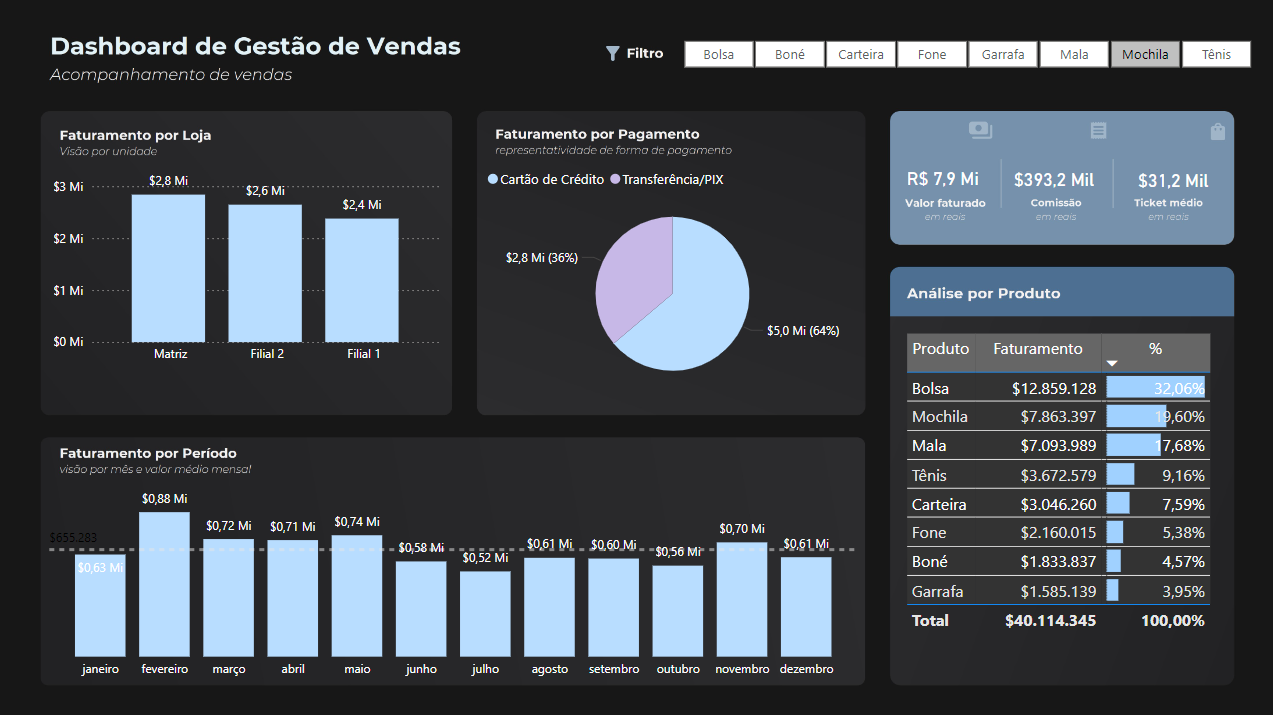 Dashboard de Gestão de Vendas
Acompanhamento de vendas
Filtro
Bolsa
Boné
Carteira
Fone
Garrafa
Mala
Mochila
Tênis
Faturamento por Loja
Visão por unidade
$3 Mi
$2 Mi
$1 Mi
$0 Mi
$2,8 Mi
$2,6 Mi
$2,4 Mi
Matriz
Filial 2
Filial 1
Faturamento por Pagamento
representatividade de forma de pagamento
Cartão de Crédito
Transferência/PIX
$2,8 Mi (36%)
$5,0 Mi (64%)
R$ 7,9 Mi
Valor faturado
em reais
$393,2 Mil
Comissão
em reais
$31,2 Mil
Ticket médio
em reais
Análise por Produto
Produto Faturamento %
Bolsa $12.859.128 32,06%
Mochila $7.863.397 19,60%
Mala $7.093.989 17,68%
Tênis $3.672.579 9,16%
Carteira $3.046.260 7,59%
Fone $2.160.015 5,38%
Boné $1.833.837 4,57%
Garrafa $1.585.139 3,95%
Total $40.114.345 100,00%
Faturamento por Período
visão por mês e valor médio mensal
$655.283
$0,63 Mi
$0,88 Mi
$0,72 Mi
$0,71 Mi
$0,74 Mi
$0,58 Mi
$0,52 Mi
$0,61 Mi
$0,60 Mi
$0,56 Mi
$0,70 Mi
$0,61 Mi
janeiro
fevereiro
março
abril
maio
junho
julho
agosto
setembro
outubro
novembro
dezembro